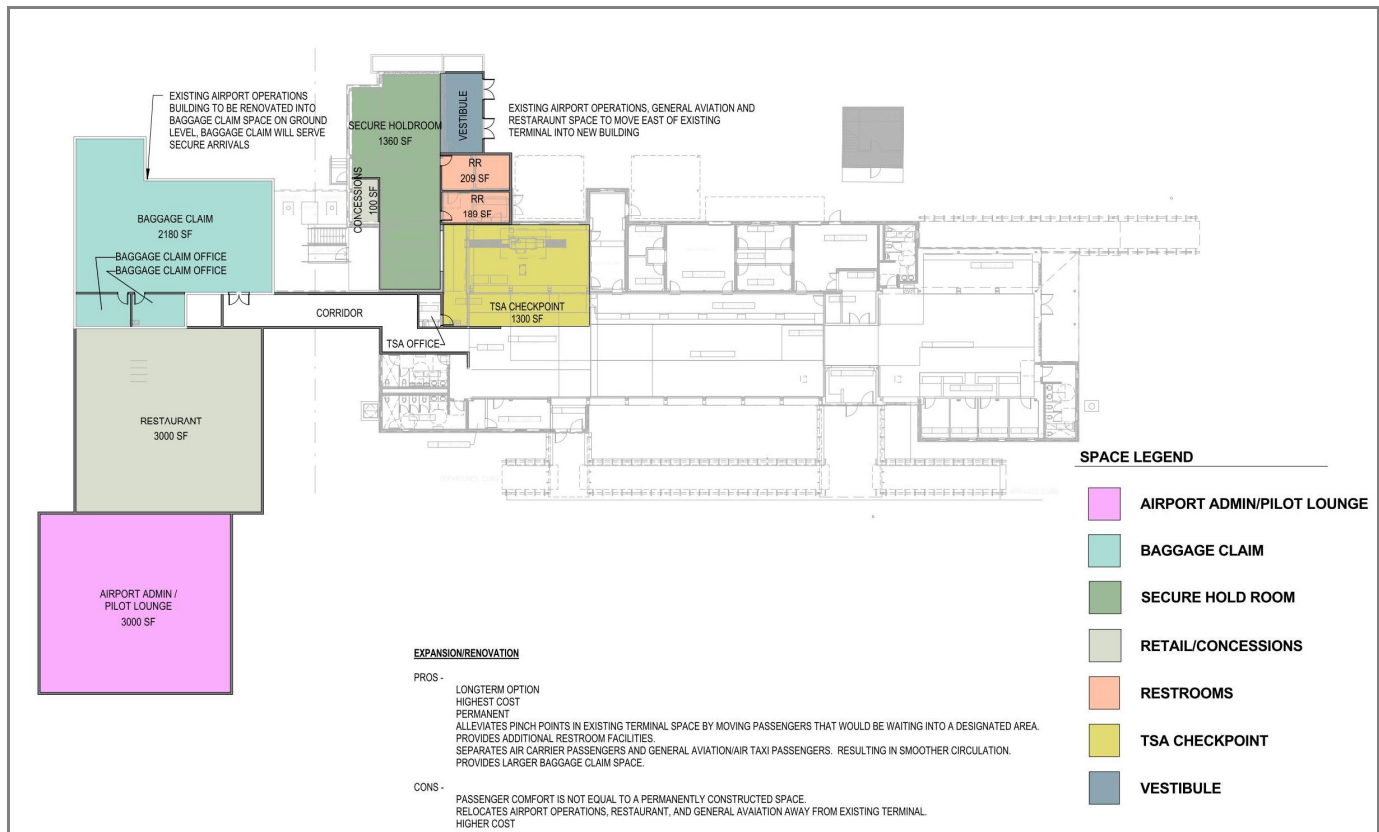 EXISTING AIRPORT OPERATIONS
BUILDING TO BE RENOVATED INTO
BAGGAGE CLAIM SPACE ON GROUND
LEVEL, BAGGAGE CLAIM WILL SERVE
SECURE ARRIVALS
EXISTING AIRPORT OPERATIONS, GENERAL AVIATION AND
RESTARAUNT SPACE TO MOVE EAST OF EXISTING
TERMINAL INTO NEW BUILDING
SECURE HOLDROOM
1360 SF
VESTIBULE
RR
209 SF
RR
189 SF
CONCESSIONS
100 SF
BAGGAGE CLAIM
2180 SF
BAGGAGE CLAIM OFFICE
BAGGAGE CLAIM OFFICE
CORRIDOR
TSA CHECKPOINT
1300 SF
TSA OFFICE
RESTAURANT
3000 SF
AIRPORT ADMIN /
PILOT LOUNGE
3000 SF
SPACE LEGEND
AIRPORT ADMIN/PILOT LOUNGE
BAGGAGE CLAIM
SECURE HOLD ROOM
RETAIL/CONCESSIONS
RESTROOMS
TSA CHECKPOINT
VESTIBULE
EXPANSION/RENOVATION
PROS -
LONGTERM OPTION
HIGHEST COST
PERMANENT
ALLEVIATES PINCH POINTS IN EXISTING TERMINAL SPACE BY MOVING PASSENGERS THAT WOULD BE WAITING INTO A DESIGNATED AREA.
PROVIDES ADDITIONAL RESTROOM FACILITIES.
SEPARATES AIR CARRIER PASSENGERS AND GENERAL AVIATION/AIR TAXI PASSENGERS. RESULTING IN SMOOTHER CIRCULATION.
PROVIDES LARGER BAGGAGE CLAIM SPACE.
CONS -
PASSENGER COMFORT IS NOT EQUAL TO A PERMANENTLY CONSTRUCTED SPACE.
RELOCATES AIRPORT OPERATIONS, RESTAURANT, AND GENERAL AVAIATION AWAY FROM EXISTING TERMINAL.
HIGHER COST